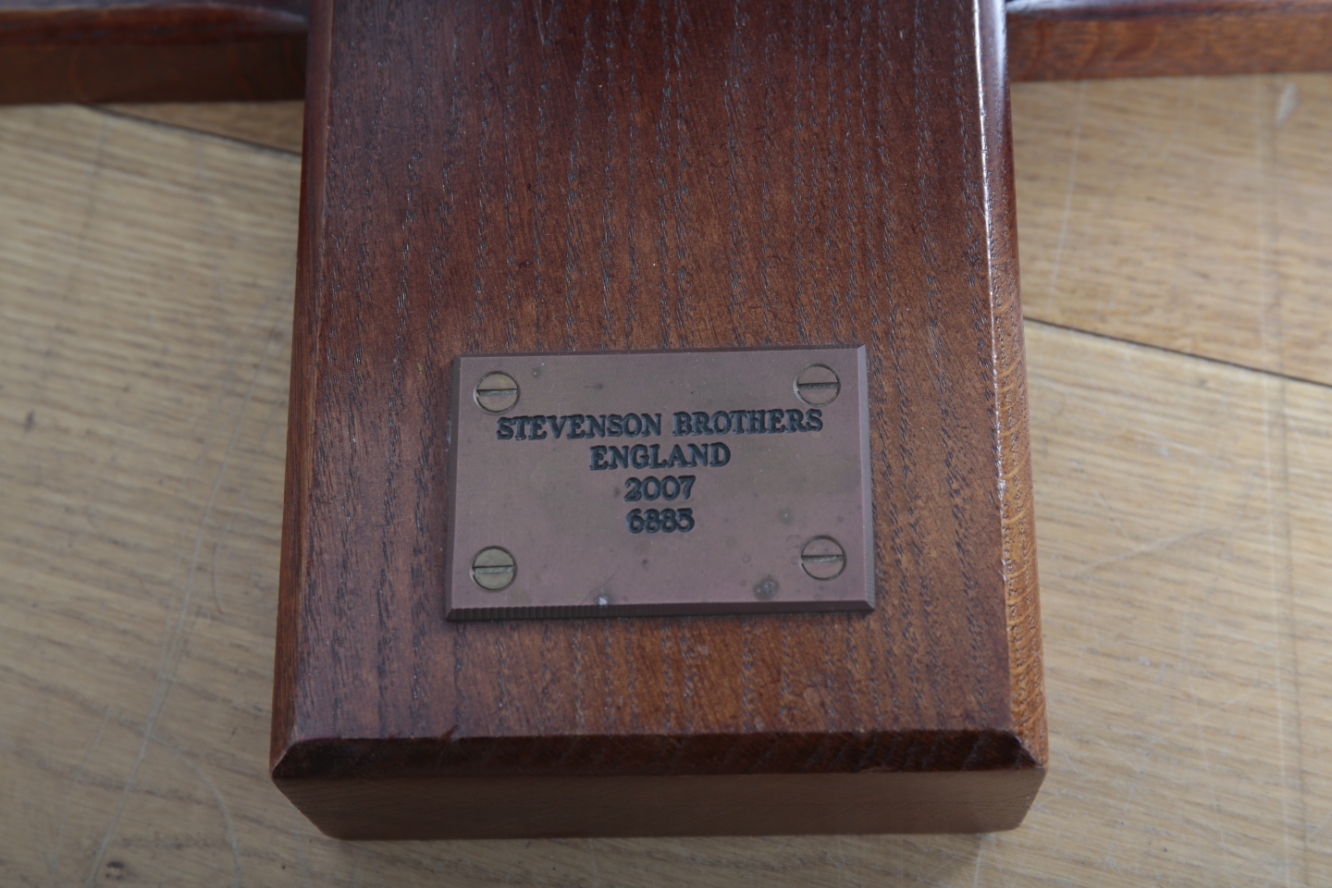 STEVENSON BROTHERS
ENGLAND
2007
6885